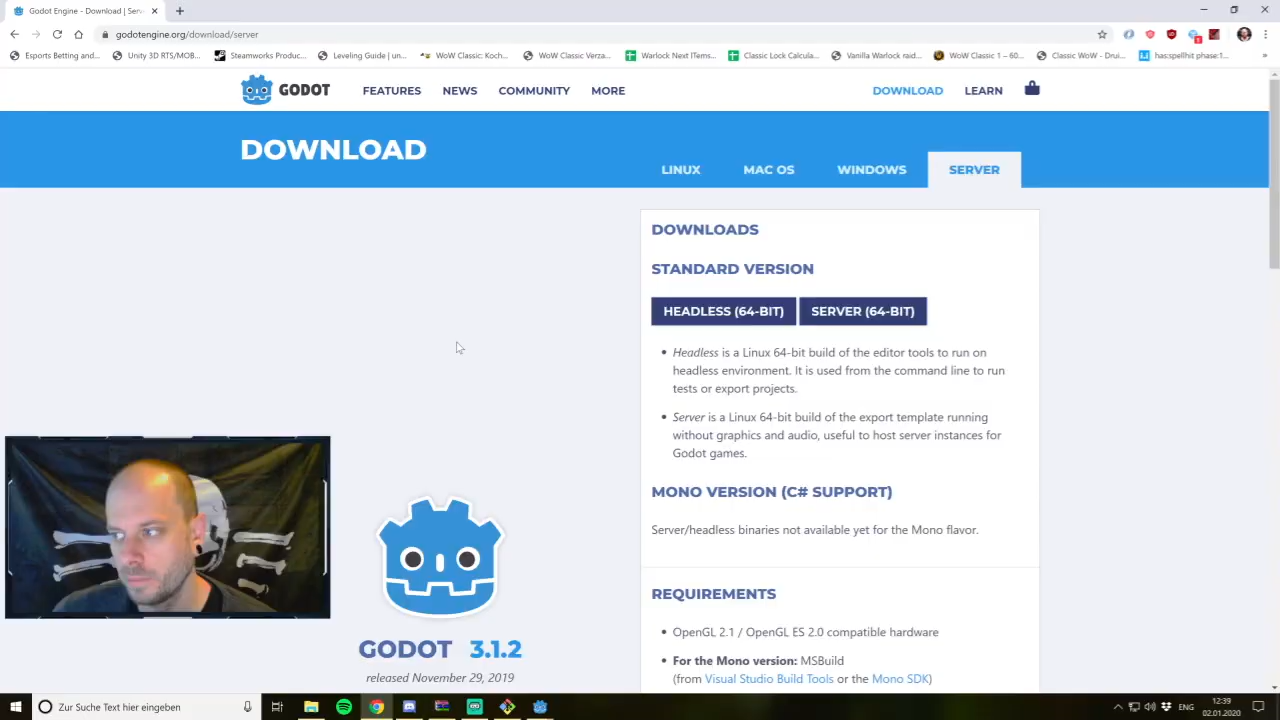 Godot Engine - Download | Serv
godotengine.org/download/server
Esports Betting and...
Unity 3D RTS/MOB...
Steamworks Produc...
Leveling Guide | un...
WoW Classic: Koch...
WoW Classic Verza...
Warlock Next ITems...
Classic Lock Calcula...
Vanilla Warlock raid...
WoW Classic 1 – 60...
Classic WoW - Drui...
has:spellhit phase:1...
GODOT
FEATURES
NEWS
COMMUNITY
MORE
DOWNLOAD
LEARN
DOWNLOAD
LINUX
MAC OS
WINDOWS
SERVER
DOWNLOADS
STANDARD VERSION
HEADLESS (64-BIT)
SERVER (64-BIT)
Headless is a Linux 64-bit build of the editor tools to run on
headless environment. It is used from the command line to run
tests or export projects.
Server is a Linux 64-bit build of the export template running
without graphics and audio, useful to host server instances for
Godot games.
MONO VERSION (C# SUPPORT)
Server/headless binaries not available yet for the Mono flavor.
REQUIREMENTS
OpenGL 2.1 / OpenGL ES 2.0 compatible hardware
For the Mono version: MSBuild
(from Visual Studio Build Tools or the Mono SDK)
GODOT 3.1.2
released November 29, 2019
Zur Suche Text hier eingeben
ENG
12:39
02.01.2020